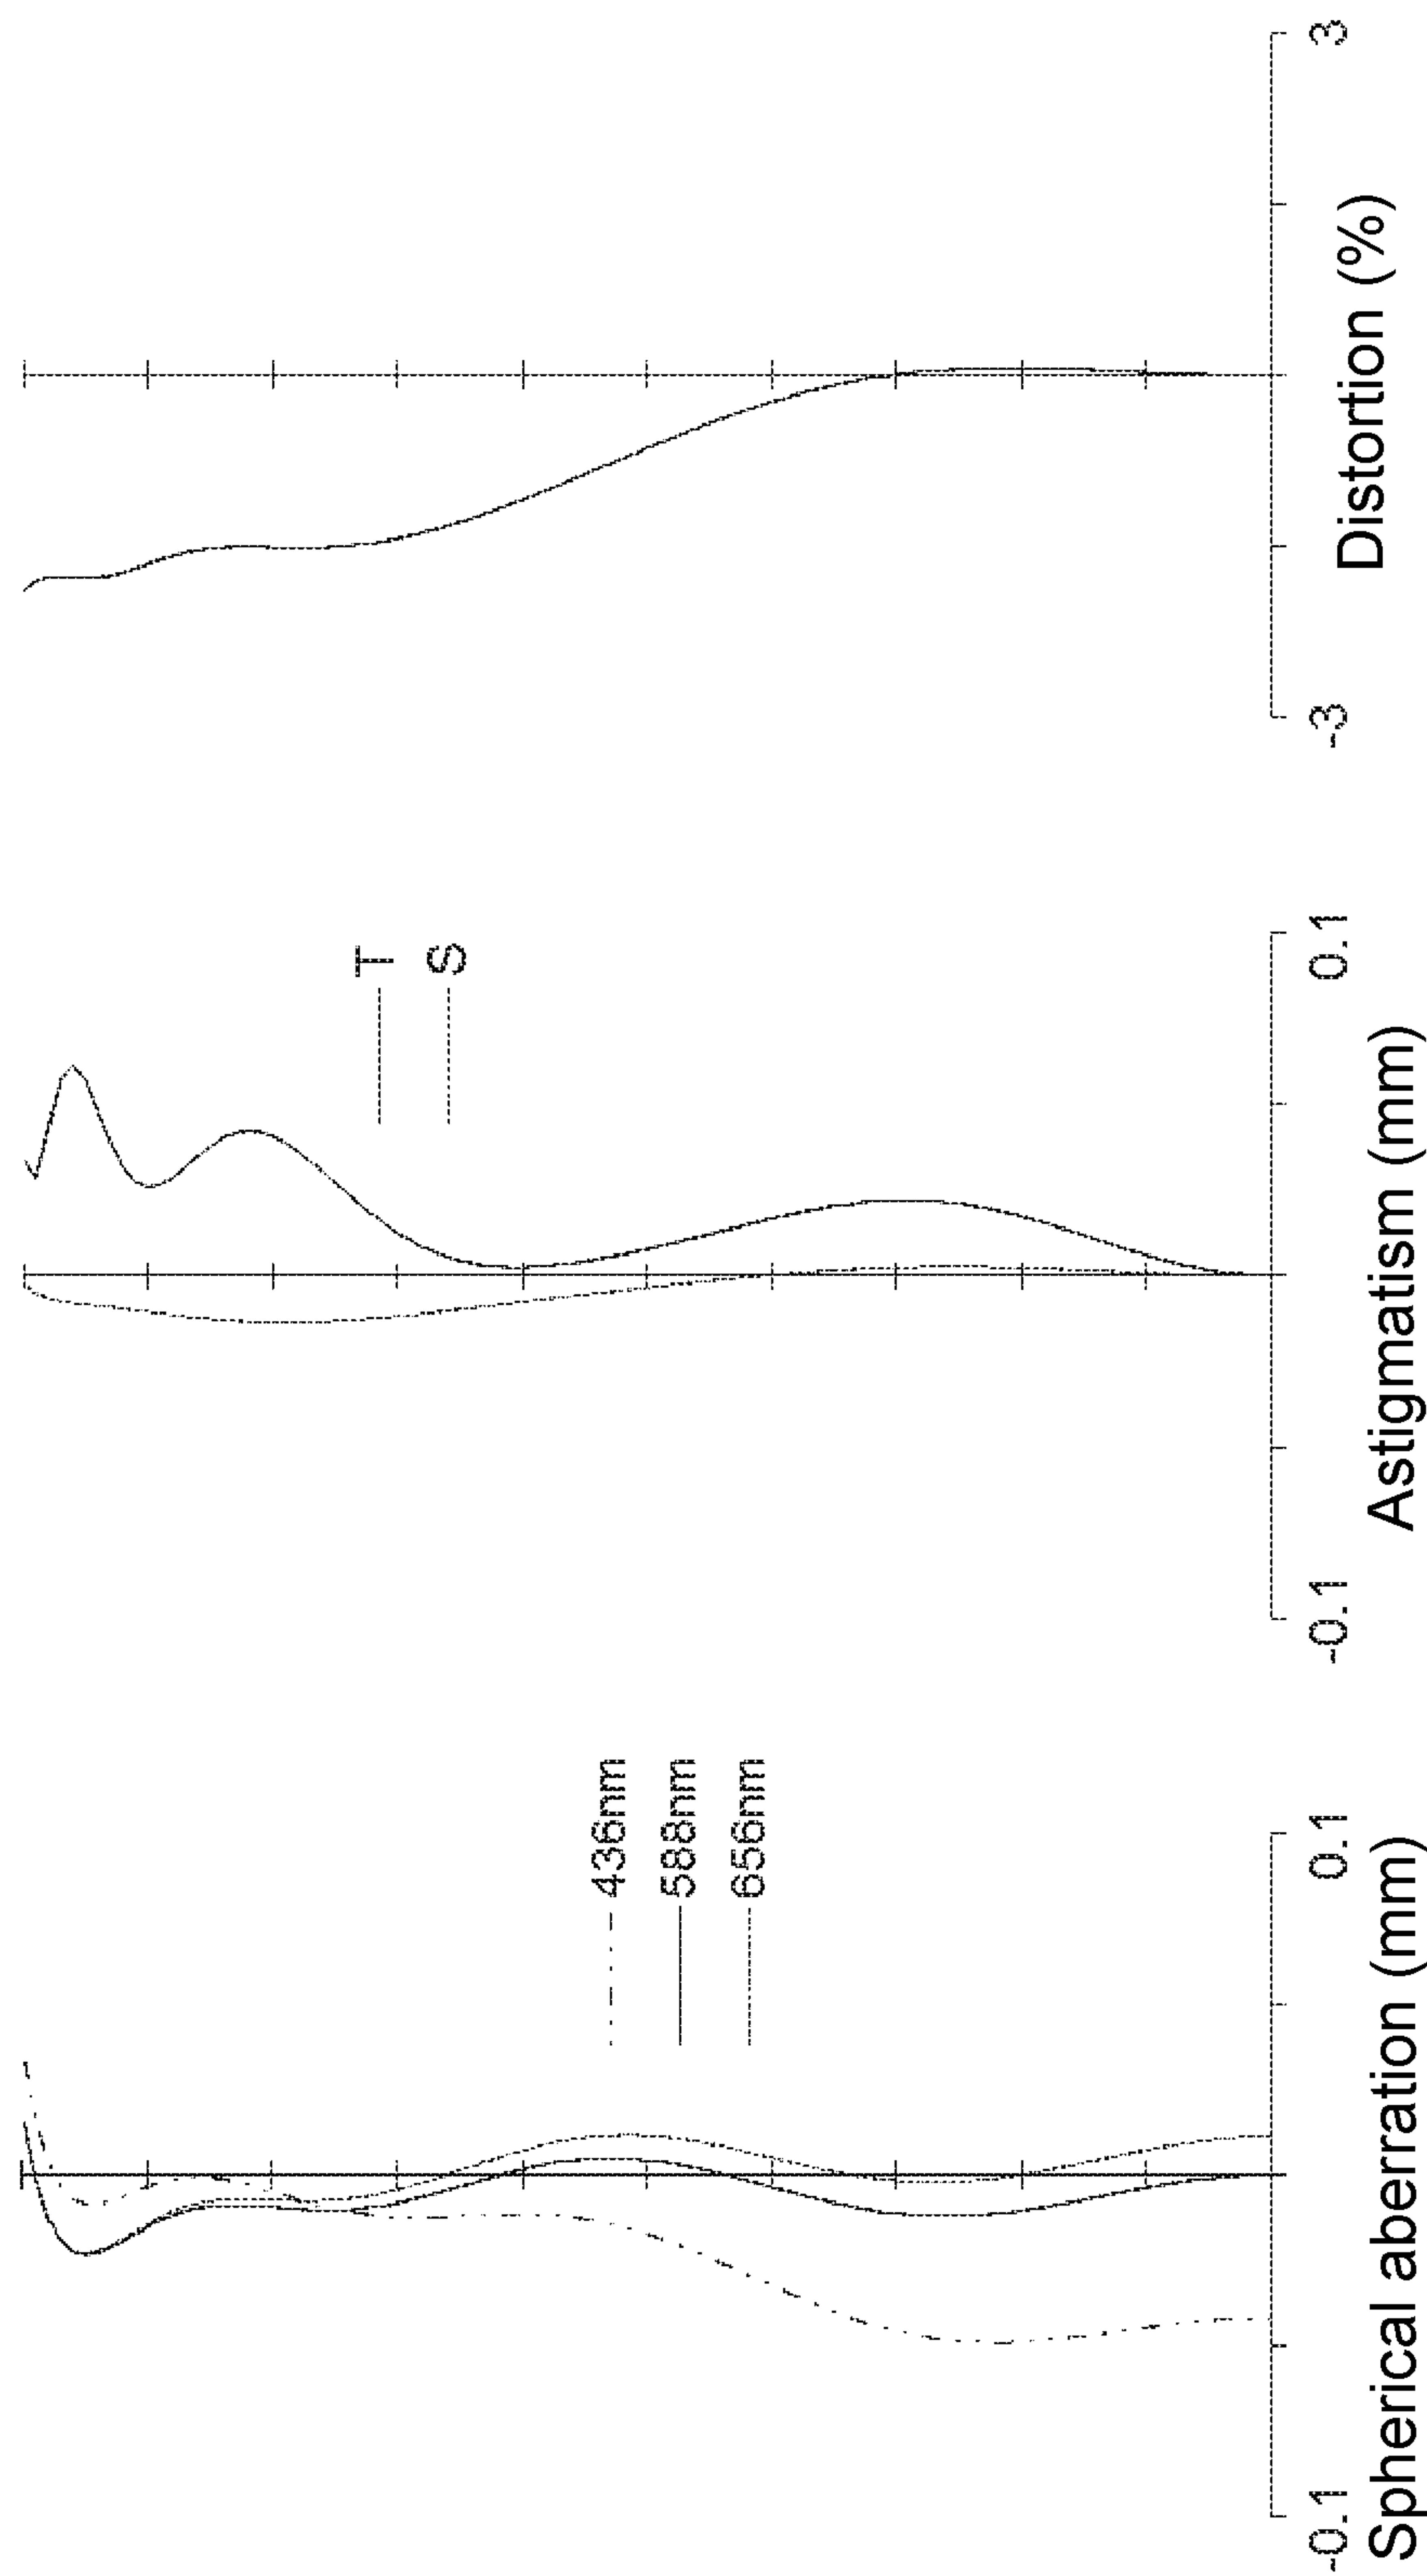 436nm
588nm
656nm
-0.1
0.1
Spherical aberration (mm)
T
S
-0.1
0.1
Astigmatism (mm)
-3
3
Distortion (%)